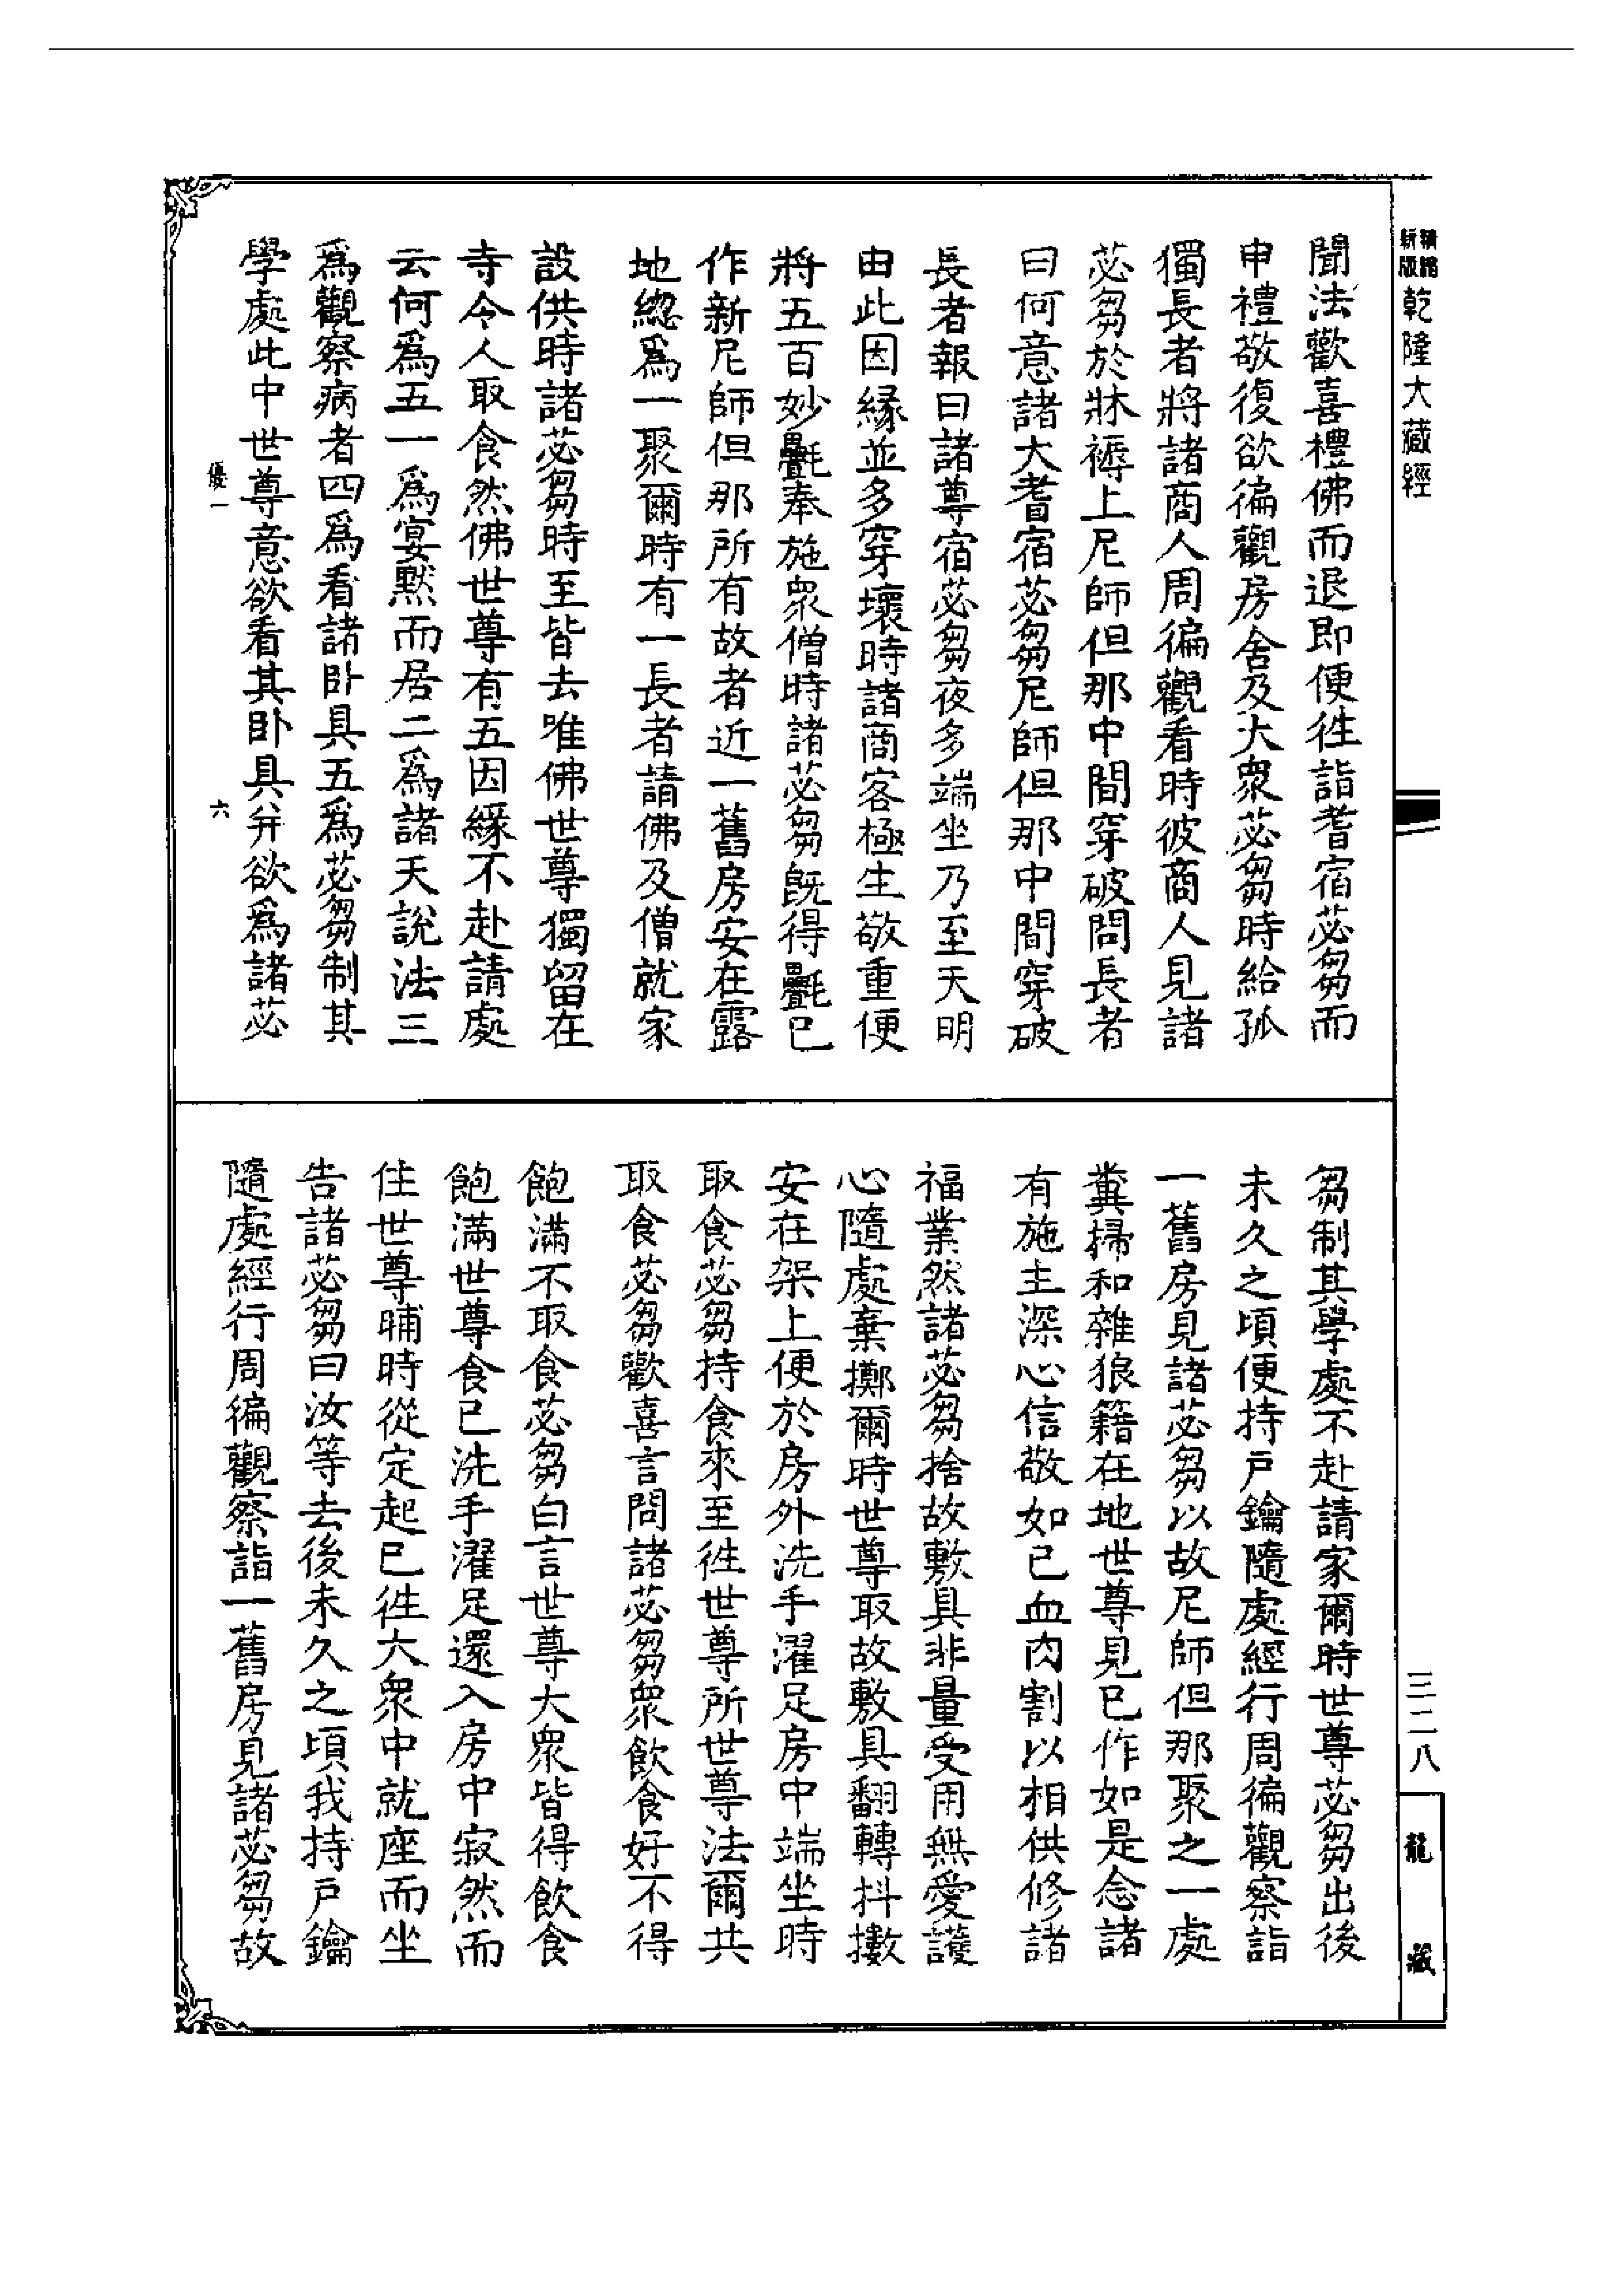 精縮新版乾隆大藏經
聞法歡喜禮佛而退即便徃詣耆宿苾芻而
申禮敬復欲徧觀房舍及大衆苾芻時給孤
獨長者將諸商人周徧觀看時彼商人見諸
苾芻於牀褥上尼師但那中間穿破問長者
曰何意諸大耆宿苾芻尼師但那中間穿破
長者報曰諸尊宿苾芻夜多端坐乃至天明
由此因縁並多穿壞時諸商客極生敬重便
將五百妙㲲奉施衆僧時諸苾芻旣得㲲已
作新尼師但那所有故者近一舊房安在露
地緫爲一聚爾時有一長者請佛及僧就家
設供時諸苾芻時至皆去唯佛世尊獨留在
寺令人取食然佛世尊有五因緣不赴請處
云何爲五一爲宴默而居二爲諸天說法三
爲觀察病者四爲看諸卧具五爲苾芻制其
學處此中世尊意欲看其卧具并欲爲諸苾
優一
六
芻制其學處不赴請家爾時世尊苾芻出後
未久之頃便持戸鑰隨處經行周徧觀察詣
一舊房見諸苾芻以故尼師但那聚之一處
糞掃和雜狼籍在地世尊見已作如是念諸
有施主深心信敬如已血肉割以相供修諸
福業然諸苾芻捨故敷具非量受用無愛護
心隨處棄擲爾時世尊取故敷具翻轉抖擻
安在架上便於房外洗手濯足房中端坐時
取食苾芻持食來至徃世尊所世尊法爾共
取食苾芻歡喜言問諸苾芻衆飲食好不得
飽滿不取食苾芻白言世尊大衆皆得飲食
飽滿世尊食已洗手濯足還入房中寂然而
住世尊晡時從定起已徃大衆中就座而坐
告諸苾芻曰汝等去後未久之頃我持戸鑰
隨處經行周徧觀察詣一舊房見諸苾芻故
三二八
龍藏